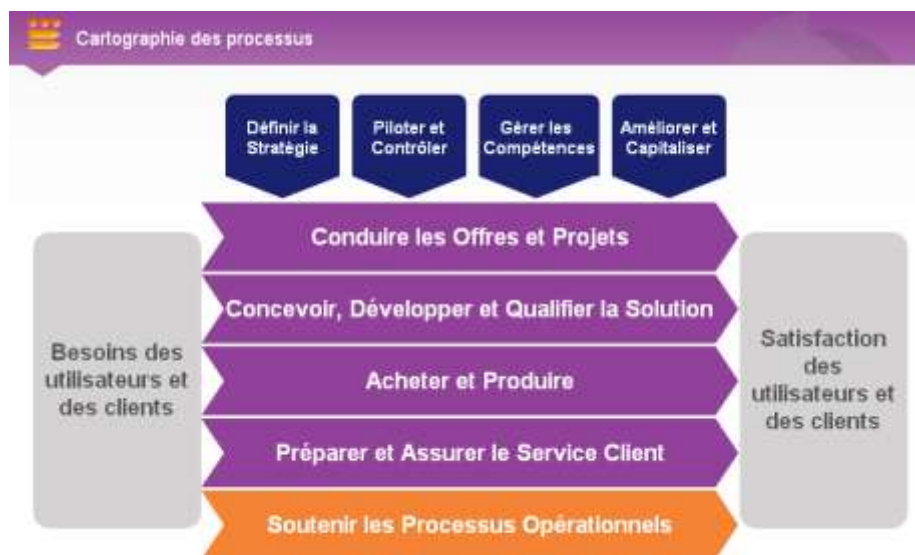 Cartographie des processus
Définir la
Stratégie
Piloter et
Contrôler
Gérer les
Compétences
Améliorer et
Capitaliser
Conduire les Offres et Projets
Concevoir, Développer et Qualifier la Solution
Besoins des
utilisateurs et
des clients
Acheter et Produire
Satisfaction
des
utilisateurs et
des clients
Préparer et Assurer le Service Client
Soutenir les Processus Opérationnels